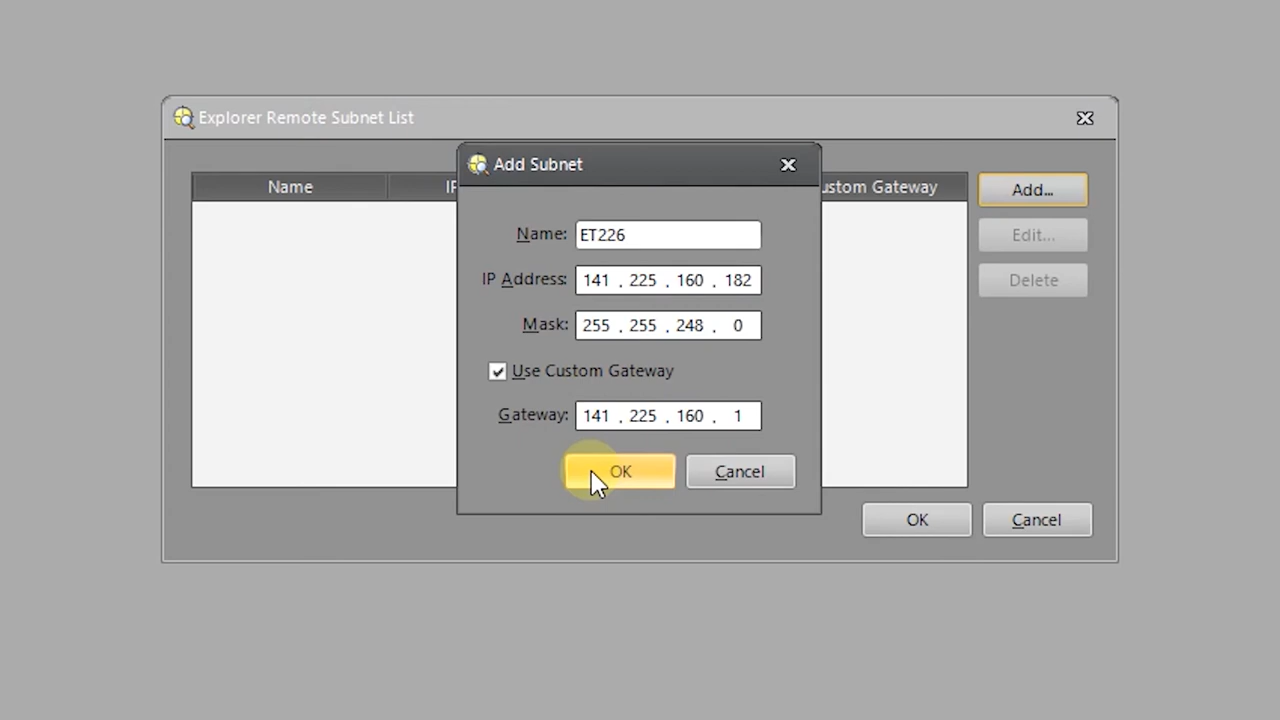 Explorer Remote Subnet List
Add Subnet
Name
IP
ustom Gateway
Add...
Edit...
Delete
Name: ET226
IP Address: 141 . 225 . 160 . 182
Mask: 255 . 255 . 248 . 0
Use Custom Gateway
Gateway: 141 . 225 . 160 . 1
OK Cancel
OK Cancel